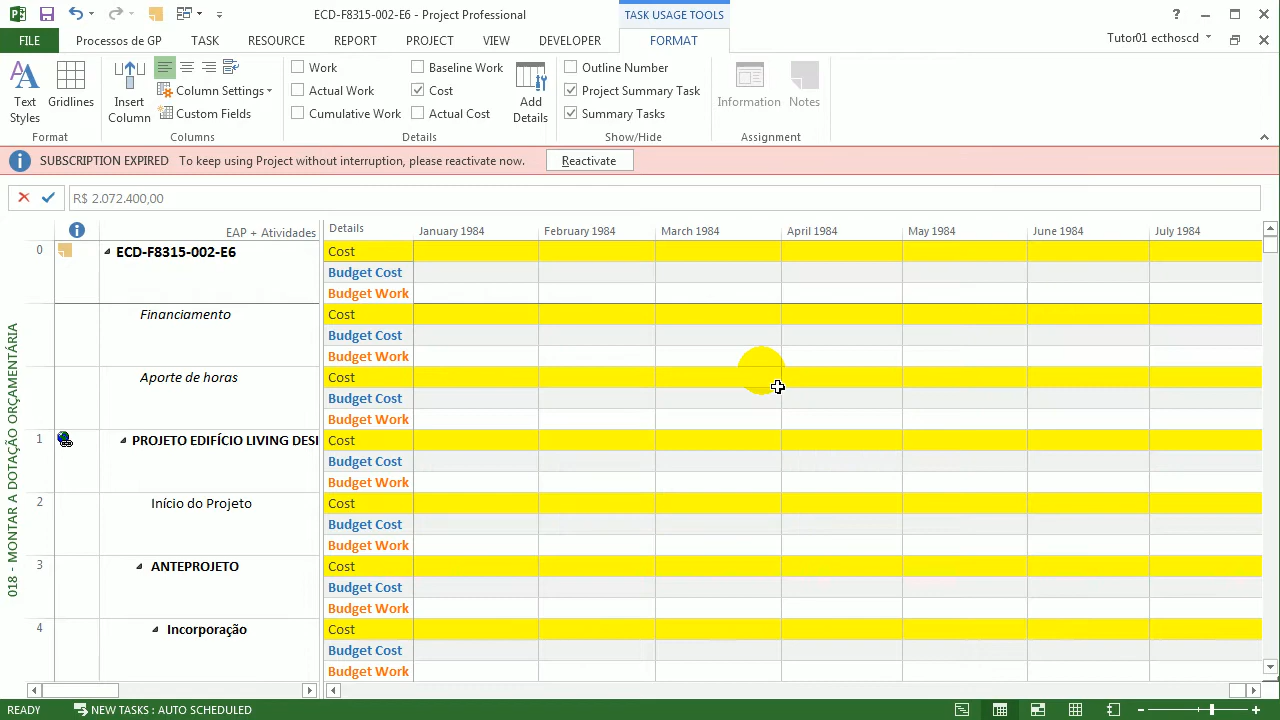 ECD-F8315-002-E6 - Project Professional
TASK USAGE TOOLS
FILE Processos de GP TASK RESOURCE REPORT PROJECT VIEW DEVELOPER FORMAT
Tutor01 ecthoscd
Text Styles
Gridlines
Format
Insert Column
Column Settings
Custom Fields
Columns
Work
Actual Work
Cumulative Work
Baseline Work
Cost
Actual Cost
Add Details
Details
Outline Number
Project Summary Task
Summary Tasks
Show/Hide
Information
Notes
Assignment
SUBSCRIPTION EXPIRED To keep using Project without interruption, please reactivate now. Reactivate
R$ 2.072.400,00
EAP + Atividades Details January 1984 February 1984 March 1984 April 1984 May 1984 June 1984 July 1984
0 ECD-F8315-002-E6 Cost
Budget Cost
Budget Work
Financiamento Cost
Budget Cost
Budget Work
Aporte de horas Cost
Budget Cost
Budget Work
1 PROJETO EDIFÍCIO LIVING DESI Cost
Budget Cost
Budget Work
2 Início do Projeto Cost
Budget Cost
Budget Work
3 ANTEPROJETO Cost
Budget Cost
Budget Work
4 Incorporação Cost
Budget Cost
Budget Work
018 - MONTAR A DOTAÇÃO ORÇAMENTÁRIA
READY NEW TASKS : AUTO SCHEDULED